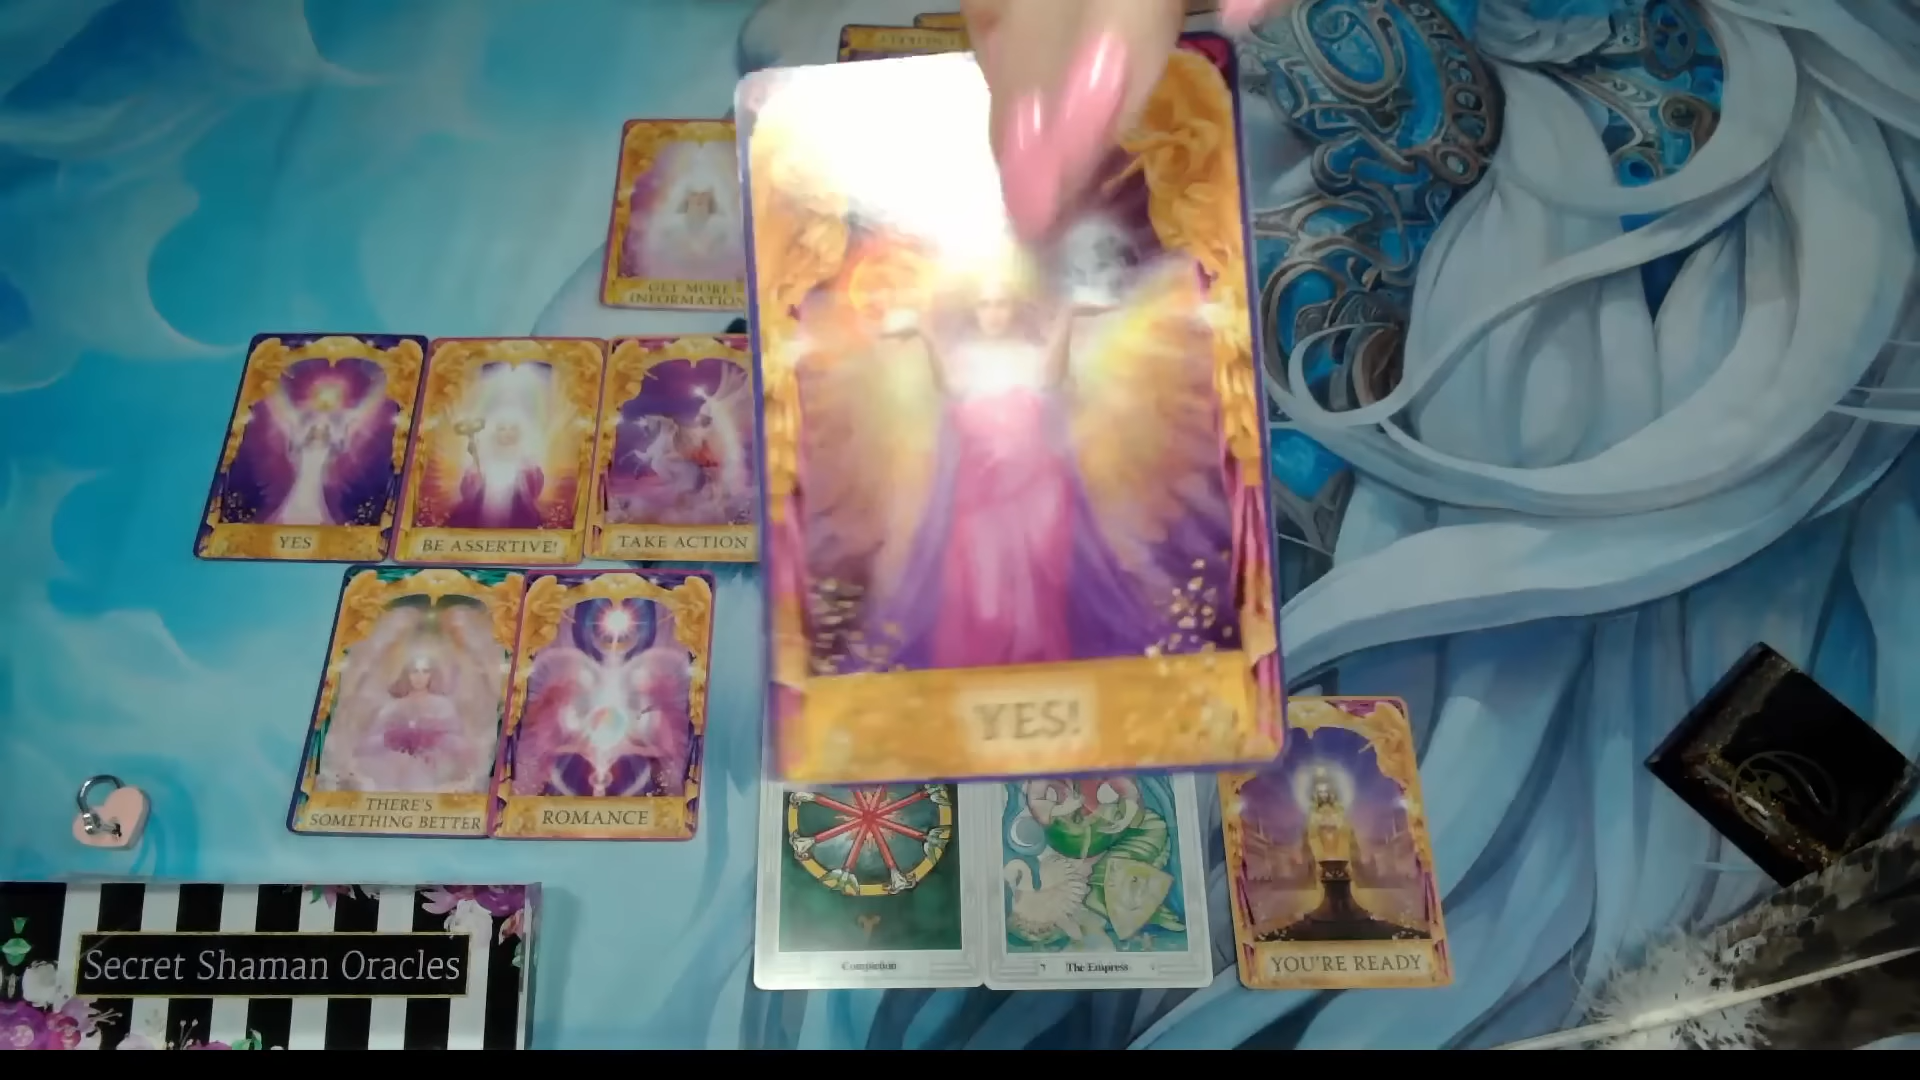 GET MORE
INFORMATION
YES
BE ASSERTIVE!
TAKE ACTION
YES!
THERE'S
SOMETHING BETTER
ROMANCE
Completion
The Empress
YOU'RE READY
Secret Shaman Oracles